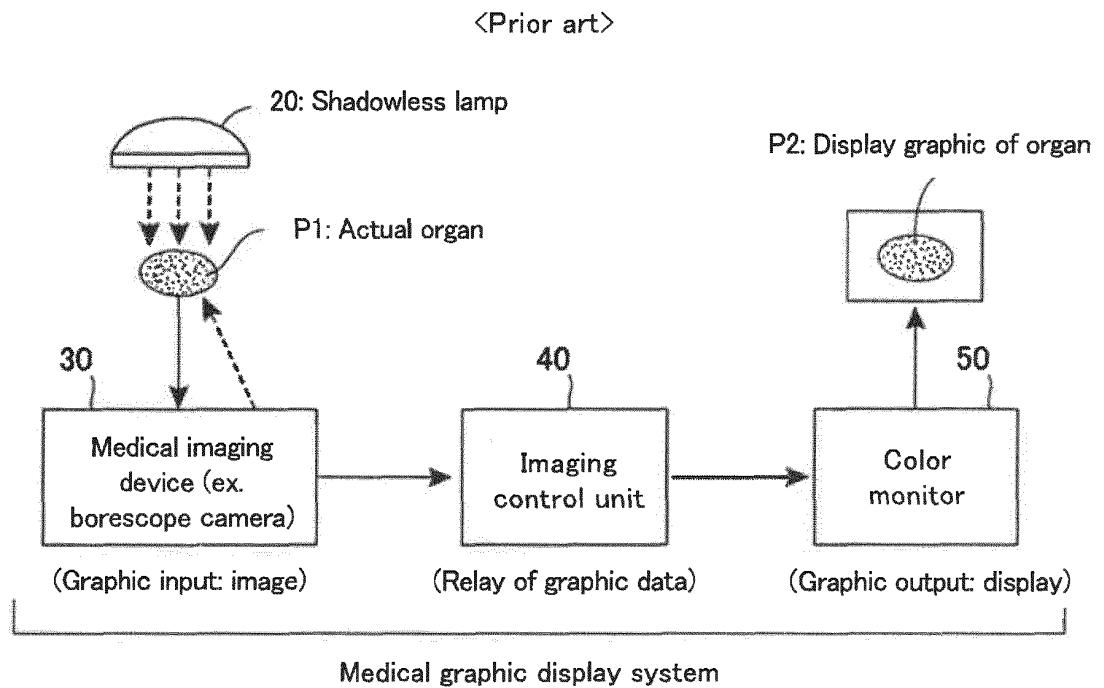 <Prior art>
20: Shadowless lamp
P2: Display graphic of organ
P1: Actual organ
30
40
50
Medical imaging
device (ex.
borescope camera)
Imaging
control unit
Color
monitor
(Graphic input: image)
(Relay of graphic data)
(Graphic output: display)
Medical graphic display system